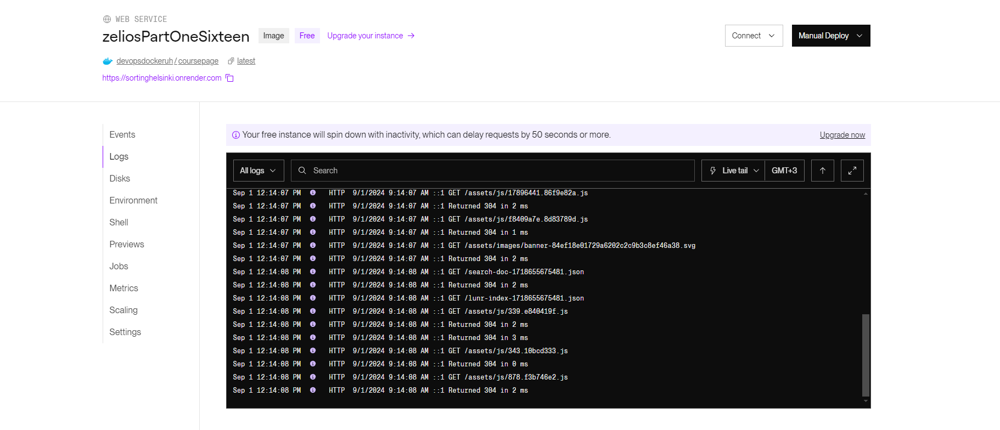 WEB SERVICE
zeliosPartOneSixteen Image Free Upgrade your instance → Connect Manual Deploy
devopsdockeruh/coursepage latest
https://sortinghelsinki.onrender.com
Events
Logs
Disks
Environment
Shell
Previews
Jobs
Metrics
Scaling
Settings
Your free instance will spin down with inactivity, which can delay requests by 50 seconds or more. Upgrade now
All logs Search Live tail GMT+3
Sep 1 12:14:07 PM HTTP 9/1/2024 9:14:07 AM ::1 GET /assets/js/17896441.86f9e82a.js
Sep 1 12:14:07 PM HTTP 9/1/2024 9:14:07 AM ::1 Returned 304 in 2 ms
Sep 1 12:14:07 PM HTTP 9/1/2024 9:14:07 AM ::1 GET /assets/js/f8409a7e.8d83789d.js
Sep 1 12:14:07 PM HTTP 9/1/2024 9:14:07 AM ::1 Returned 304 in 1 ms
Sep 1 12:14:07 PM HTTP 9/1/2024 9:14:07 AM ::1 GET /assets/images/banner-84ef18e01729a6202c2c9b3c8ef46a38.svg
Sep 1 12:14:07 PM HTTP 9/1/2024 9:14:07 AM ::1 Returned 304 in 2 ms
Sep 1 12:14:08 PM HTTP 9/1/2024 9:14:08 AM ::1 GET /search-doc-1718655675481.json
Sep 1 12:14:08 PM HTTP 9/1/2024 9:14:08 AM ::1 Returned 304 in 2 ms
Sep 1 12:14:08 PM HTTP 9/1/2024 9:14:08 AM ::1 GET /lunr-index-1718655675481.json
Sep 1 12:14:08 PM HTTP 9/1/2024 9:14:08 AM ::1 GET /assets/js/339.e840419f.js
Sep 1 12:14:08 PM HTTP 9/1/2024 9:14:08 AM ::1 Returned 304 in 2 ms
Sep 1 12:14:08 PM HTTP 9/1/2024 9:14:08 AM ::1 Returned 304 in 3 ms
Sep 1 12:14:08 PM HTTP 9/1/2024 9:14:08 AM ::1 GET /assets/js/343.10bcd333.js
Sep 1 12:14:08 PM HTTP 9/1/2024 9:14:08 AM ::1 Returned 304 in 0 ms
Sep 1 12:14:08 PM HTTP 9/1/2024 9:14:08 AM ::1 GET /assets/js/878.f3b746e2.js
Sep 1 12:14:08 PM HTTP 9/1/2024 9:14:08 AM ::1 Returned 304 in 2 ms